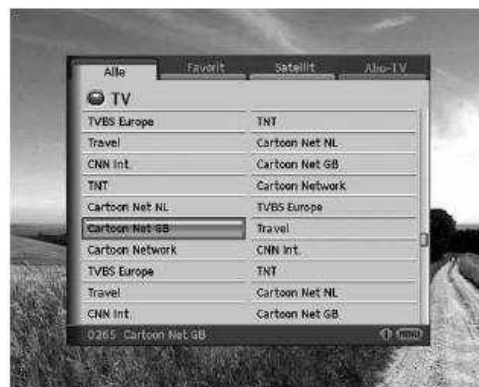 Alle Favorit Satellit Abo-TV
TV
TVBS Europe TNT
Travel Cartoon Net NL
CNN Int. Cartoon Net GB
TNT Cartoon Network
Cartoon Net NL TVBS Europe
Cartoon Net GB Travel
Cartoon Network CNN Int.
TVBS Europe TNT
Travel Cartoon Net NL
CNN Int. Cartoon Net GB
0265 Cartoon Net GB MENU